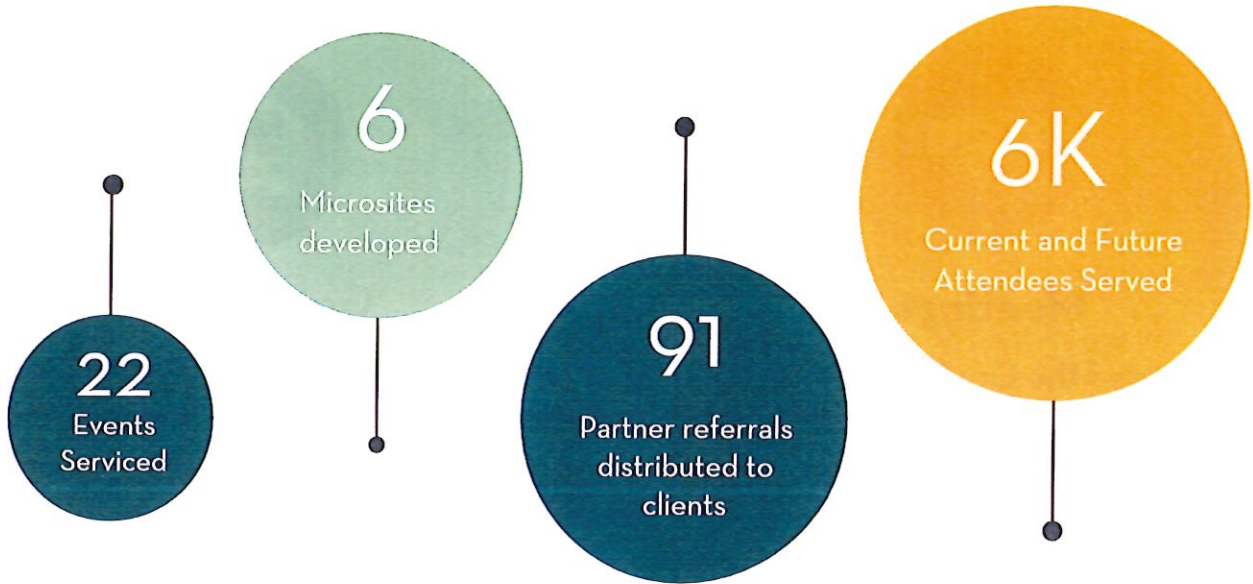 22
Events
Serviced
6
Microsites
developed
91
Partner referrals
distributed to
clients
6K
Current and Future
Attendees Served